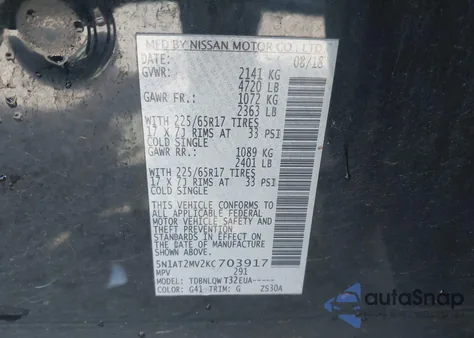 MFD BY NISSAN MOTOR CO., LTD.
DATE: 08/18
GVWR: 2141 KG
4720 LB
GAWR FR.: 1072 KG
2363 LB
WITH 225/65R17 TIRES
17 X 7J RIMS AT 33 PSI
COLD SINGLE
GAWR RR.: 1089 KG
2401 LB
WITH 225/65R17 TIRES
17 X 7J RIMS AT 33 PSI
COLD SINGLE
THIS VEHICLE CONFORMS TO
ALL APPLICABLE FEDERAL
MOTOR VEHICLE SAFETY AND
THEFT PREVENTION
STANDARDS IN EFFECT ON
THE DATE OF MANUFACTURE
SHOWN ABOVE.
5N1AT2MV2KC703917
MPV 291
MODEL: TDBNLQW T32EUA-----
COLOR: G41 TRIM: G 2930A
autoSnap